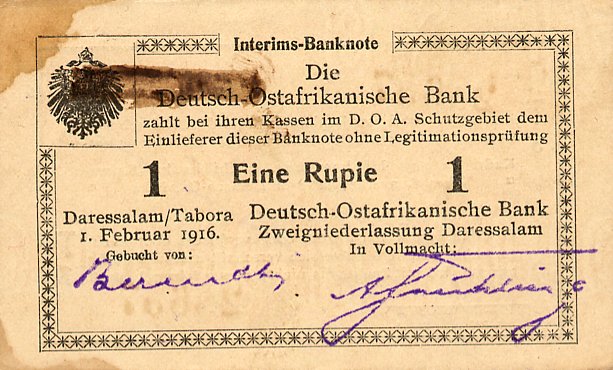 Interims-Banknote
Die
Deutsch-Ostafrikanische Bank
zahlt bei ihren Kassen im D. O. A. Schutzgebiet dem
Einlieferer dieser Banknote ohne Legitimationsprüfung
1 Eine Rupie 1
Daressalam/Tabora
1. Februar 1916.
Gebucht von:
Deutsch-Ostafrikanische Bank
Zweigniederlassung Daressalam
In Vollmacht: